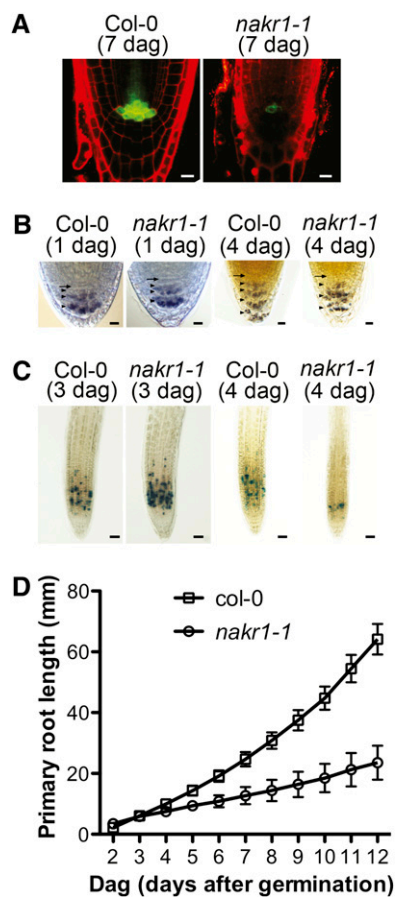 A
Col-0 nakr1-1
(7 dag) (7 dag)
B
Col-0 nakr1-1 Col-0 nakr1-1
(1 dag) (1 dag) (4 dag) (4 dag)
C
Col-0 nakr1-1 Col-0 nakr1-1
(3 dag) (3 dag) (4 dag) (4 dag)
D
Primary root length (mm)
80
60
40
20
0
col-0
nakr1-1
2 3 4 5 6 7 8 9 10 11 12
Dag (days after germination)